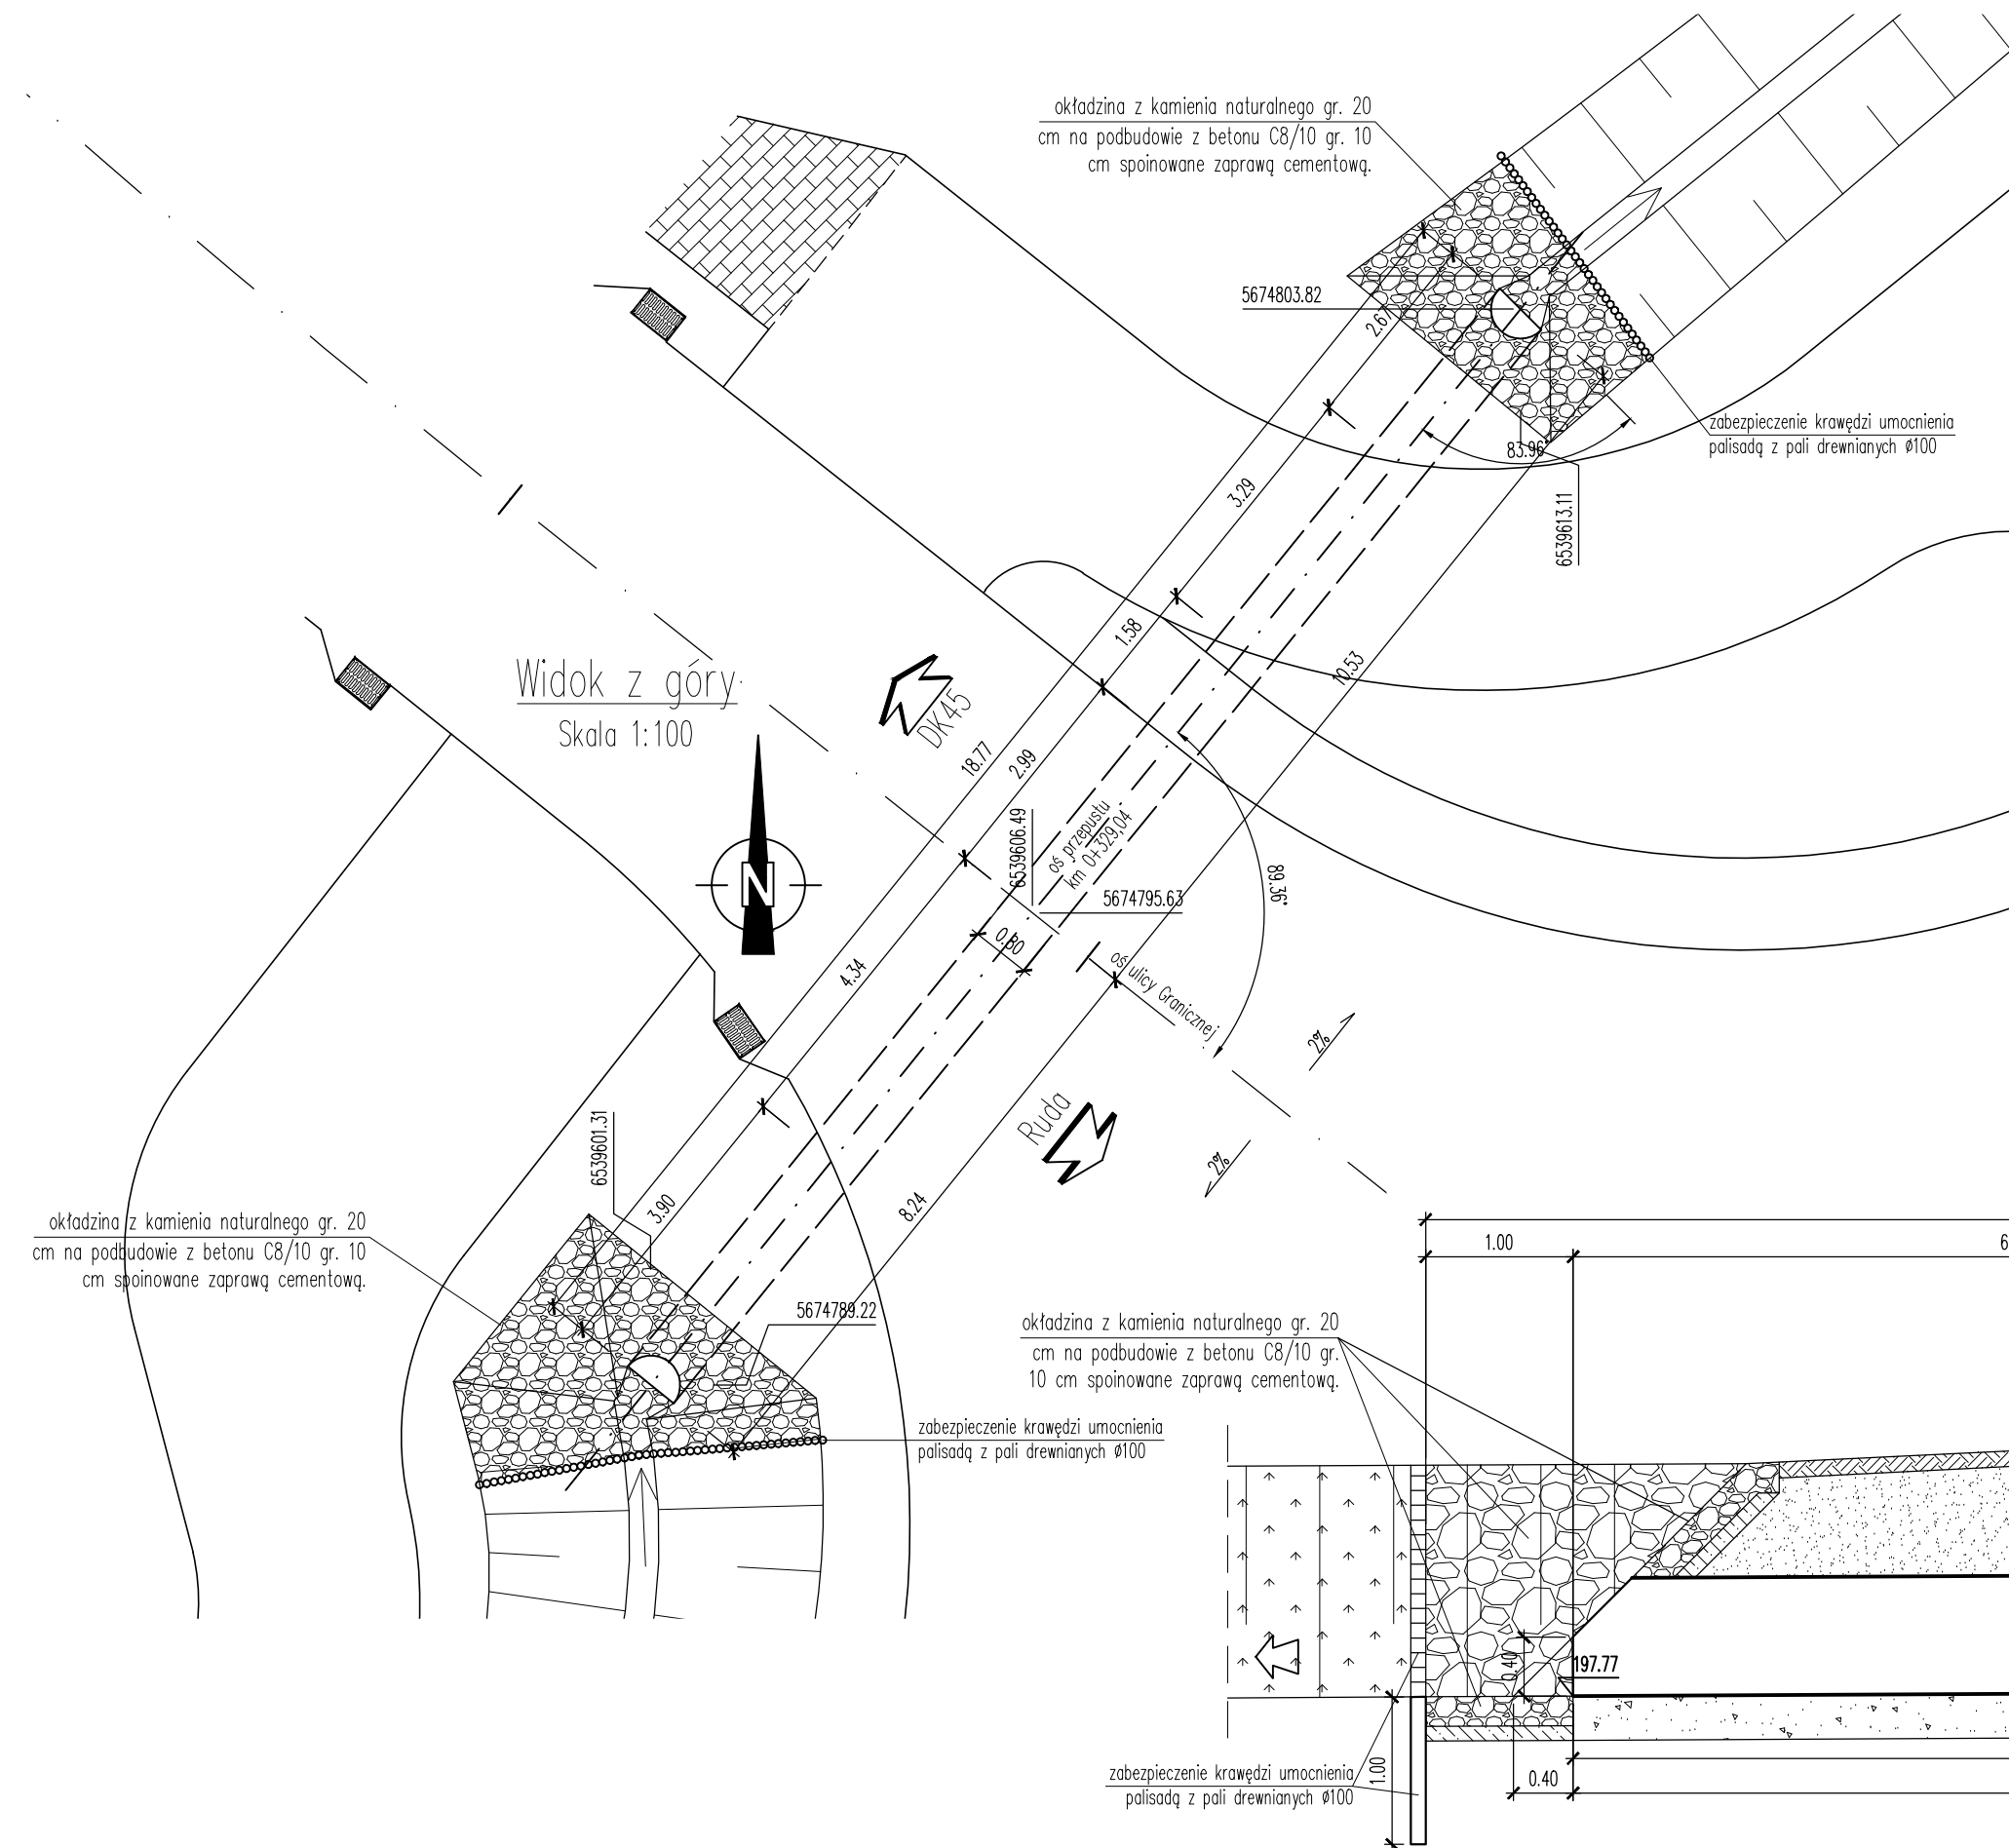 okładzina z kamienia naturalnego gr. 20
cm na podbudowie z betonu C8/10 gr. 10
cm spoinowane zaprawą cementową.
5674803.82
2.67
zabezpieczenie krawędzi umocnienia
palisadą z pali drewnianych Ø100
83.96°
6539613.11
3.29
1.58
10.53
Widok z góry
Skala 1:100
DK45
18.77
2.99
6539606.49
oś przepustu
km 0+329,04
5674795.63
89.36°
N
0.80
4.34
oś ulicy Granicznej
2%
Ruda
2%
6539601.31
3.90
8.24
okładzina z kamienia naturalnego gr. 20
cm na podbudowie z betonu C8/10 gr. 10
cm spoinowane zaprawą cementową.
5674789.22
zabezpieczenie krawędzi umocnienia
palisadą z pali drewnianych Ø100
1.00
6
okładzina z kamienia naturalnego gr. 20
cm na podbudowie z betonu C8/10 gr.
10 cm spoinowane zaprawą cementową.
0.40
197.77
zabezpieczenie krawędzi umocnienia
palisadą z pali drewnianych Ø100
1.00
0.40